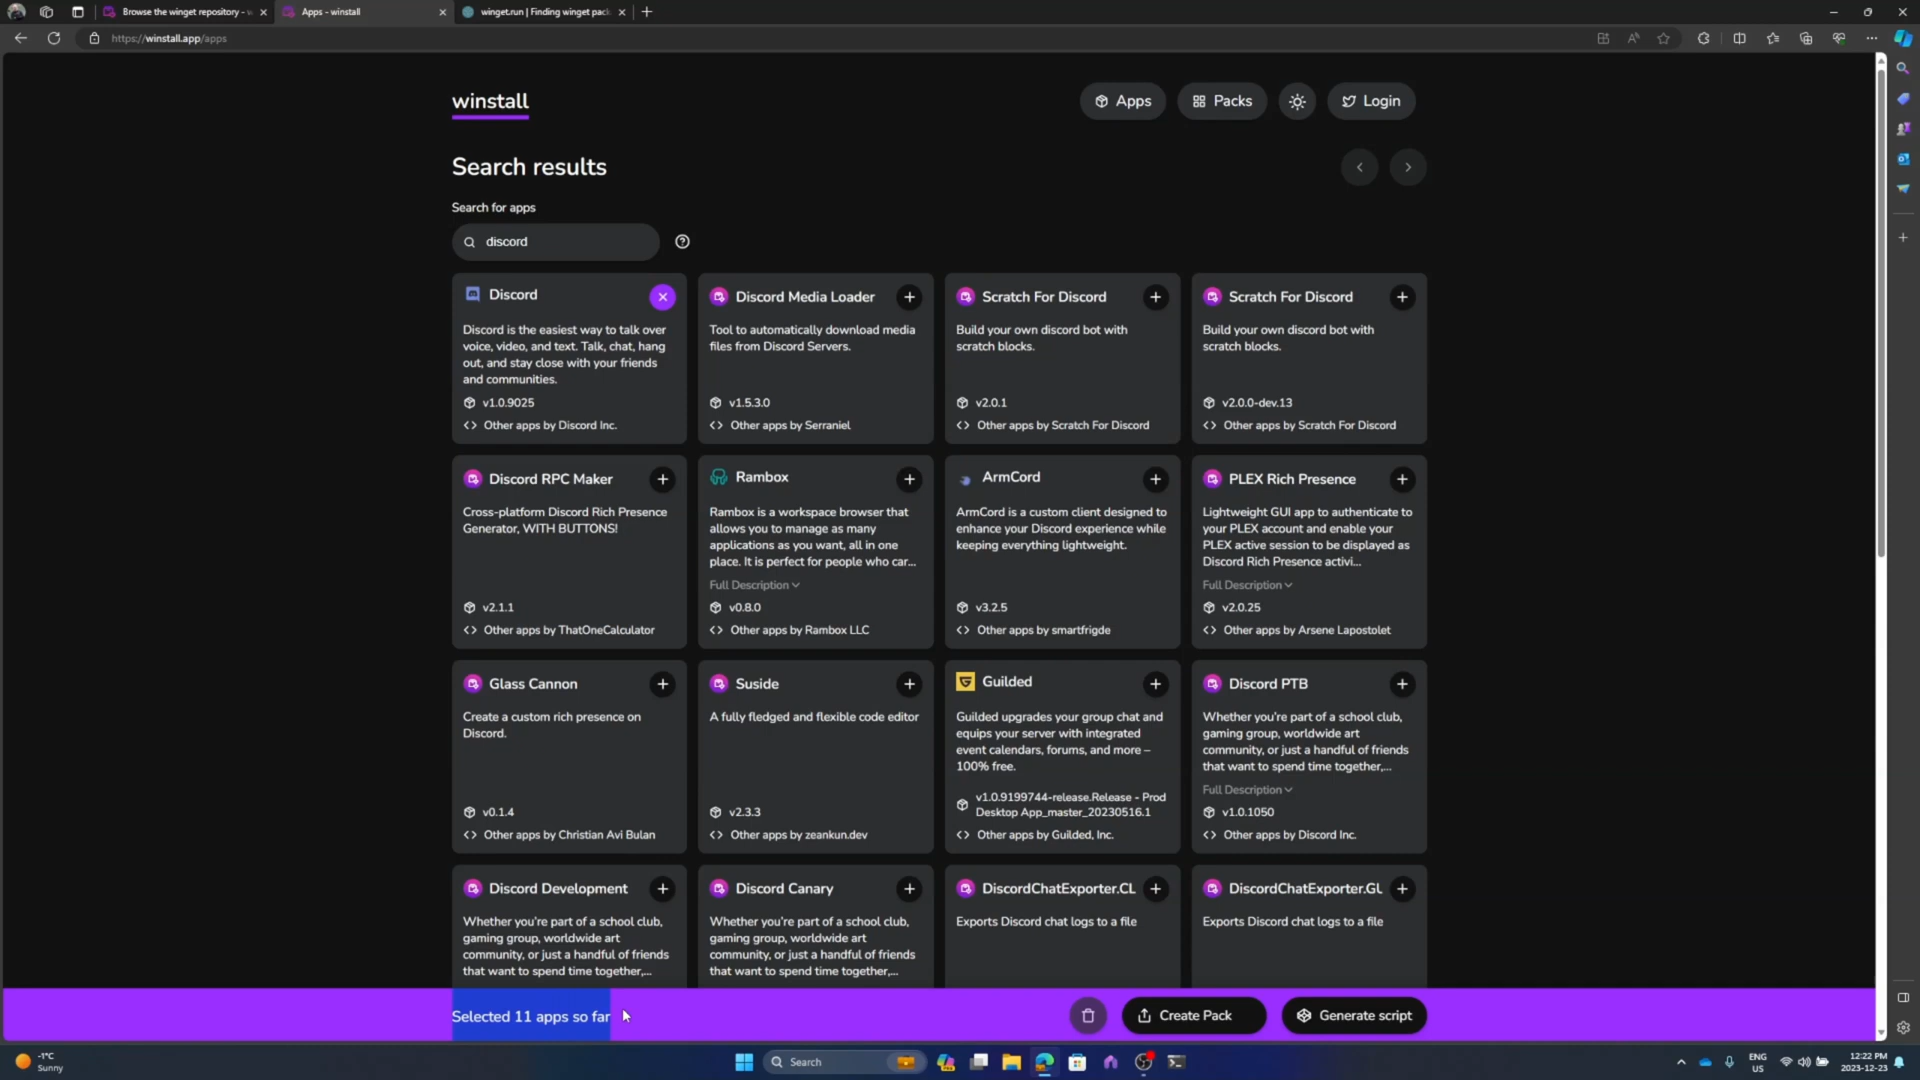 Browse the winget repository - w
Apps - winstall
winget.run | Finding winget pack
https://winstall.app/apps
winstall
Apps
Packs
Login
Search results
Search for apps
discord
Discord
Discord is the easiest way to talk over
voice, video, and text. Talk, chat, hang
out, and stay close with your friends
and communities.
v1.0.9025
Other apps by Discord Inc.
Discord Media Loader
Tool to automatically download media
files from Discord Servers.
v1.5.3.0
Other apps by Serraniel
Scratch For Discord
Build your own discord bot with
scratch blocks.
v2.0.1
Other apps by Scratch For Discord
Scratch For Discord
Build your own discord bot with
scratch blocks.
v2.0.0-dev.13
Other apps by Scratch For Discord
Discord RPC Maker
Cross-platform Discord Rich Presence
Generator, WITH BUTTONS!
v2.1.1
Other apps by ThatOneCalculator
Rambox
Rambox is a workspace browser that
allows you to manage as many
applications as you want, all in one
place. It is perfect for people who car...
Full Description
v0.8.0
Other apps by Rambox LLC
ArmCord
ArmCord is a custom client designed to
enhance your Discord experience while
keeping everything lightweight.
v3.2.5
Other apps by smartfrigde
PLEX Rich Presence
Lightweight GUI app to authenticate to
your PLEX account and enable your
PLEX active session to be displayed as
Discord Rich Presence activi...
Full Description
v2.0.25
Other apps by Arsene Lapostolet
Glass Cannon
Create a custom rich presence on
Discord.
v0.1.4
Other apps by Christian Avi Bulan
Suside
A fully fledged and flexible code editor
v2.3.3
Other apps by zeankun.dev
Guilded
Guilded upgrades your group chat and
equips your server with integrated
event calendars, forums, and more –
100% free.
v1.0.9199744-release.Release - Prod
Desktop App_master_20230516.1
Other apps by Guilded, Inc.
Discord PTB
Whether you're part of a school club,
gaming group, worldwide art
community, or just a handful of friends
that want to spend time together,...
Full Description
v1.0.1050
Other apps by Discord Inc.
Discord Development
Whether you're part of a school club,
gaming group, worldwide art
community, or just a handful of friends
that want to spend time together,...
Discord Canary
Whether you're part of a school club,
gaming group, worldwide art
community, or just a handful of friends
that want to spend time together,...
DiscordChatExporter.CL
Exports Discord chat logs to a file
DiscordChatExporter.GU
Exports Discord chat logs to a file
Selected 11 apps so far
Create Pack
Generate script
-1°C
Sunny
Search
ENG
US
12:22 PM
2023-12-23